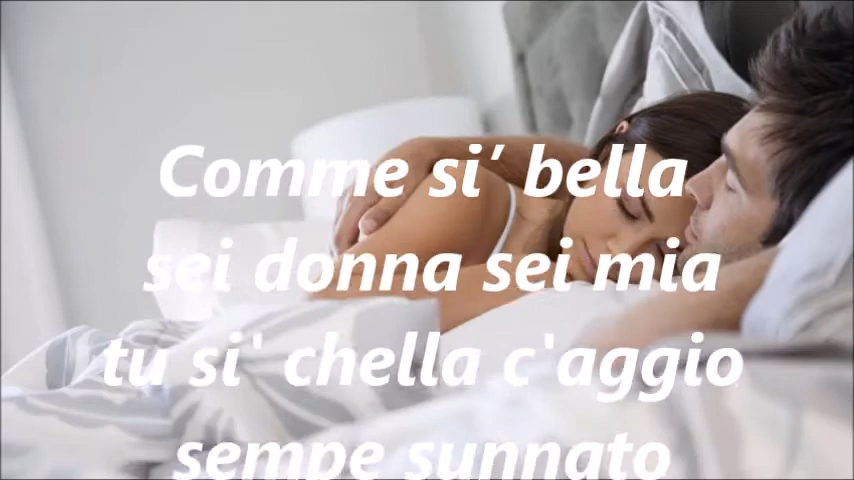 Comme si’ bella
sei donna sei mia
tu si' chella c'aggio
sempe sunnato